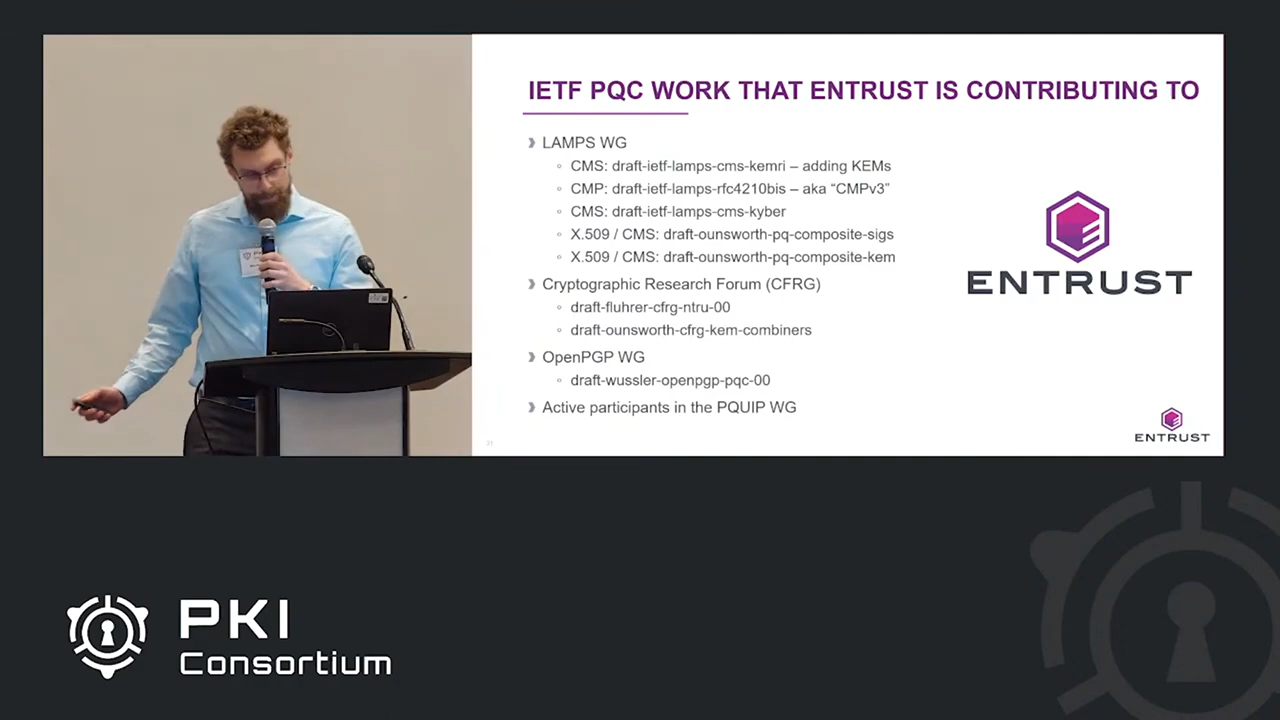 IETF PQC WORK THAT ENTRUST IS CONTRIBUTING TO
LAMPS WG
CMS: draft-ietf-lamps-cms-kemri – adding KEMs
CMP: draft-ietf-lamps-rfc4210bis – aka “CMPv3”
CMS: draft-ietf-lamps-cms-kyber
X.509 / CMS: draft-ounsworth-pq-composite-sigs
X.509 / CMS: draft-ounsworth-pq-composite-kem
Cryptographic Research Forum (CFRG)
draft-fluhrer-cfrg-ntru-00
draft-ounsworth-cfrg-kem-combiners
OpenPGP WG
draft-wussler-openpgp-pqc-00
Active participants in the PQUIP WG
ENTRUST
ENTRUST
PKI
Consortium